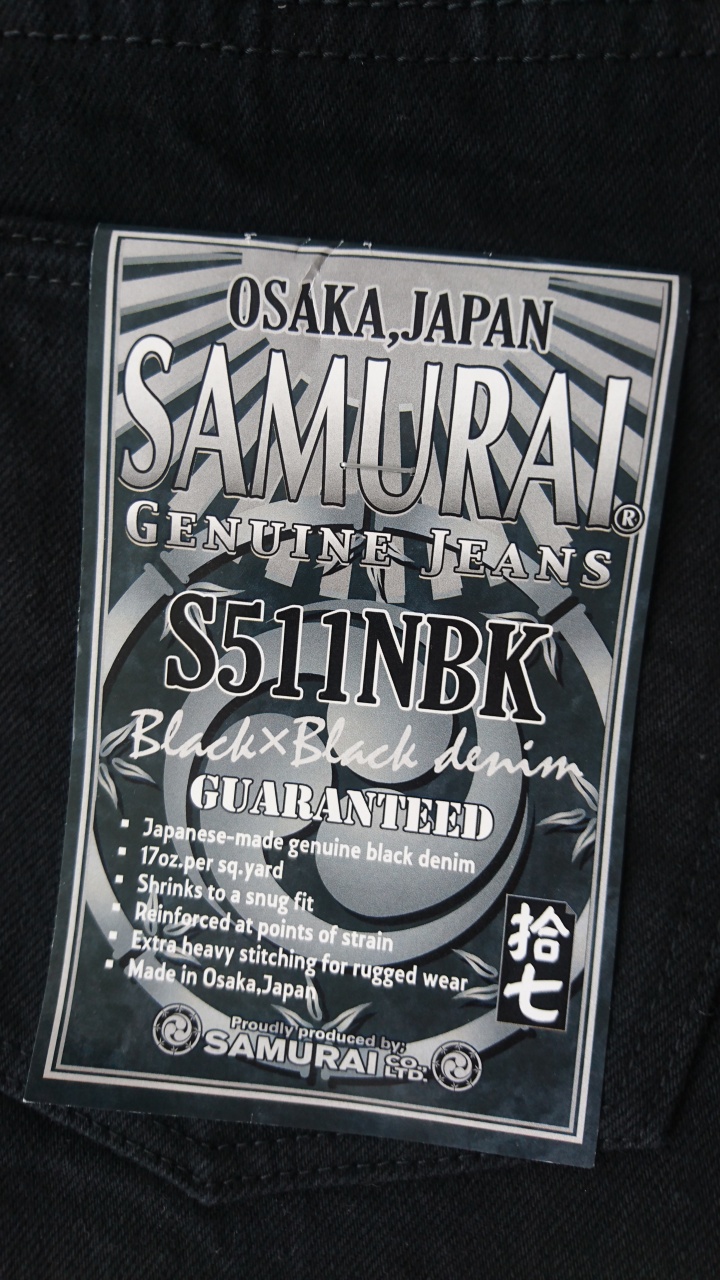 OSAKA,JAPAN
SAMURAI®
GENUINE JEANS
S511NBK
Black×Black denim
GUARANTEED
▪ Japanese-made genuine black denim
▪ 17oz.per sq.yard
▪ Shrinks to a snug fit
▪ Reinforced at points of strain
▪ Extra heavy stitching for rugged wear
▪ Made in Osaka,Japan
拾七
Proudly produced by;
SAMURAI CO., LTD.